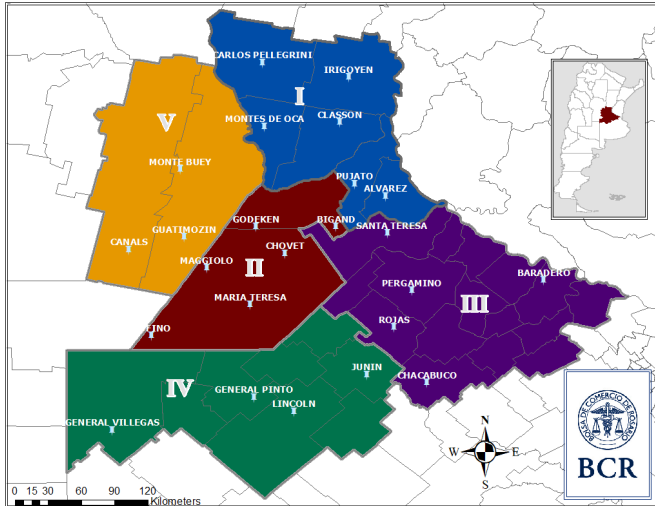 CARLOS PELLEGRINI
IRIGOYEN
I
MONTES DE OCA
CLASSON
V
MONTE BUEY
PUJATO
ALVAREZ
GODEKEN
BIGAND
SANTA TERESA
GUATIMOZIN
CANALS
CHOVET
MAGGIOLO
II
BARADERO
PERGAMINO
III
MARIA TERESA
ROJAS
FINO
JUNIN
CHACABUCO
IV
GENERAL PINTO
LINCOLN
GENERAL VILLEGAS
N
W
E
S
BOLSA DE COMERCIO DE ROSARIO
BCR
0 15 30 60 90 120
Kilometers